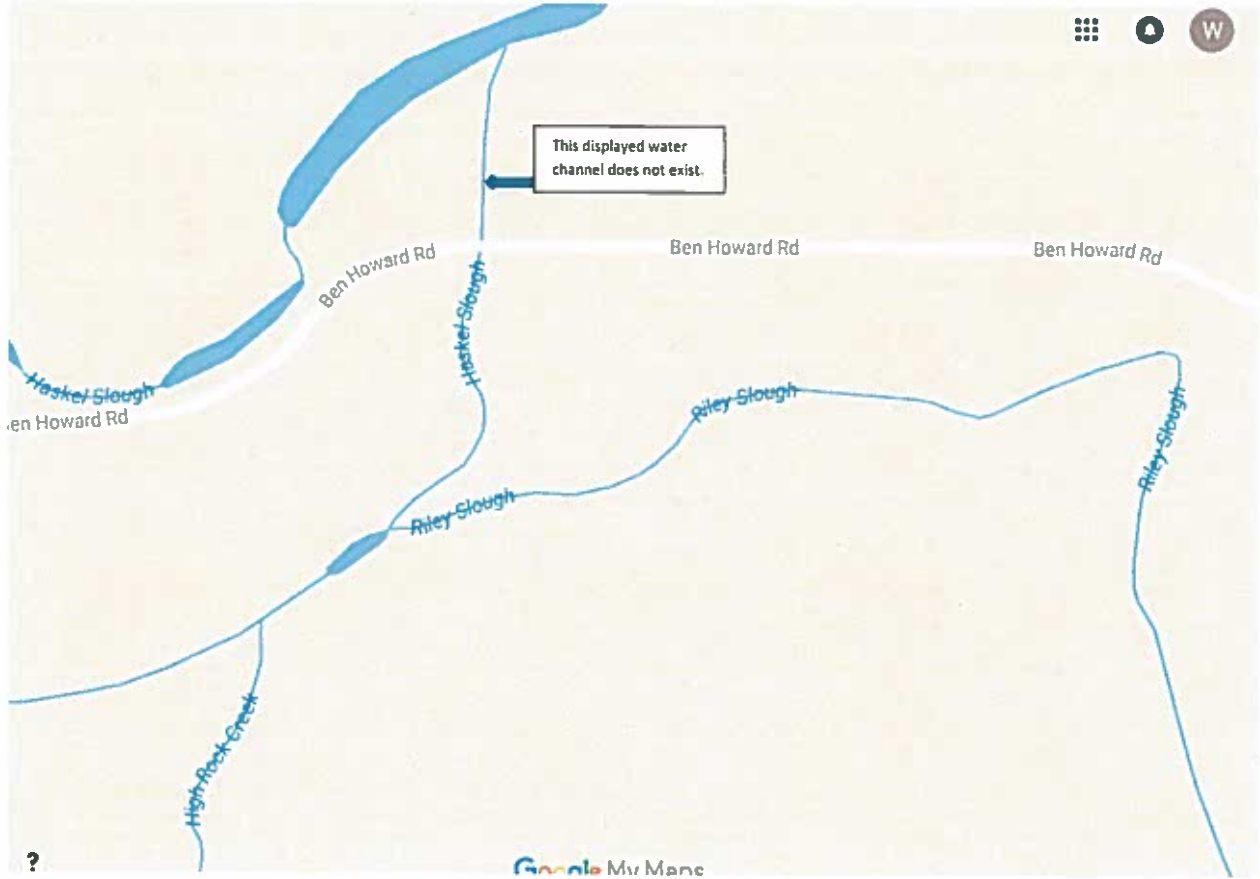 W
This displayed water
channel does not exist.
Ben Howard Rd
Ben Howard Rd
Ben Howard Rd
Haskel Slough
Haskel Slough
en Howard Rd
Riley Slough
Riley Slough
Riley Slough
High Rock Creek
?
Google My Maps